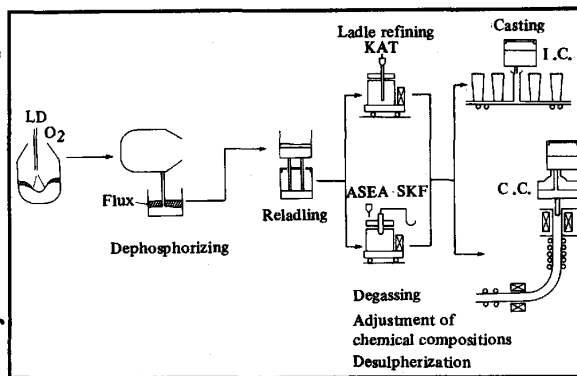 Ladle refining
KAT
Casting
I.C.
LD
O2
Flux
Dephosphorizing
Reladling
ASEA·SKF
C.C.
Degassing
Adjustment of
chemical compositions
Desulpherization